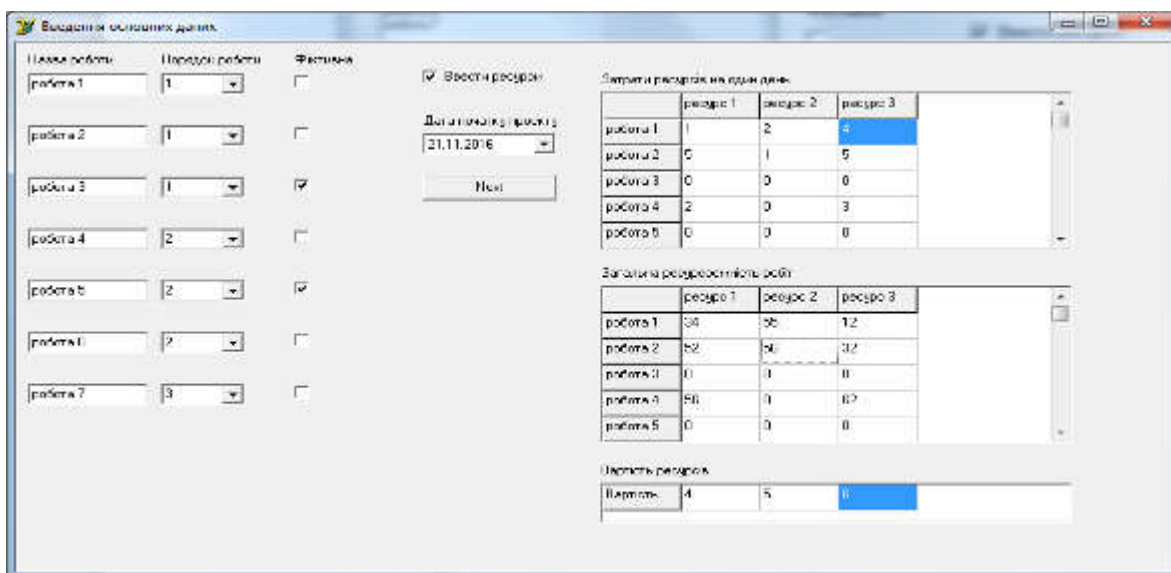 Введення основних даних
Назва роботи Порядок роботи Фіктивна
робота 1 1
робота 2 1
робота 3 1
робота 4 2
робота 5 2
робота 6 2
робота 7 3
Ввести ресурси
Дата початку проекту
21.11.2016
Next
Затрати ресурсів на один день
ресурс 1 ресурс 2 ресурс 3
робота 1 1 2 4
робота 2 5 1 5
робота 3 0 0 0
робота 4 2 0 3
робота 5 0 0 0
Загальна ресурсоємність робіт
ресурс 1 ресурс 2 ресурс 3
робота 1 34 55 12
робота 2 52 32
робота 3 0 0 0
робота 4 0
робота 5 0 0 0
Вартість ресурсів
Вартість 4 5